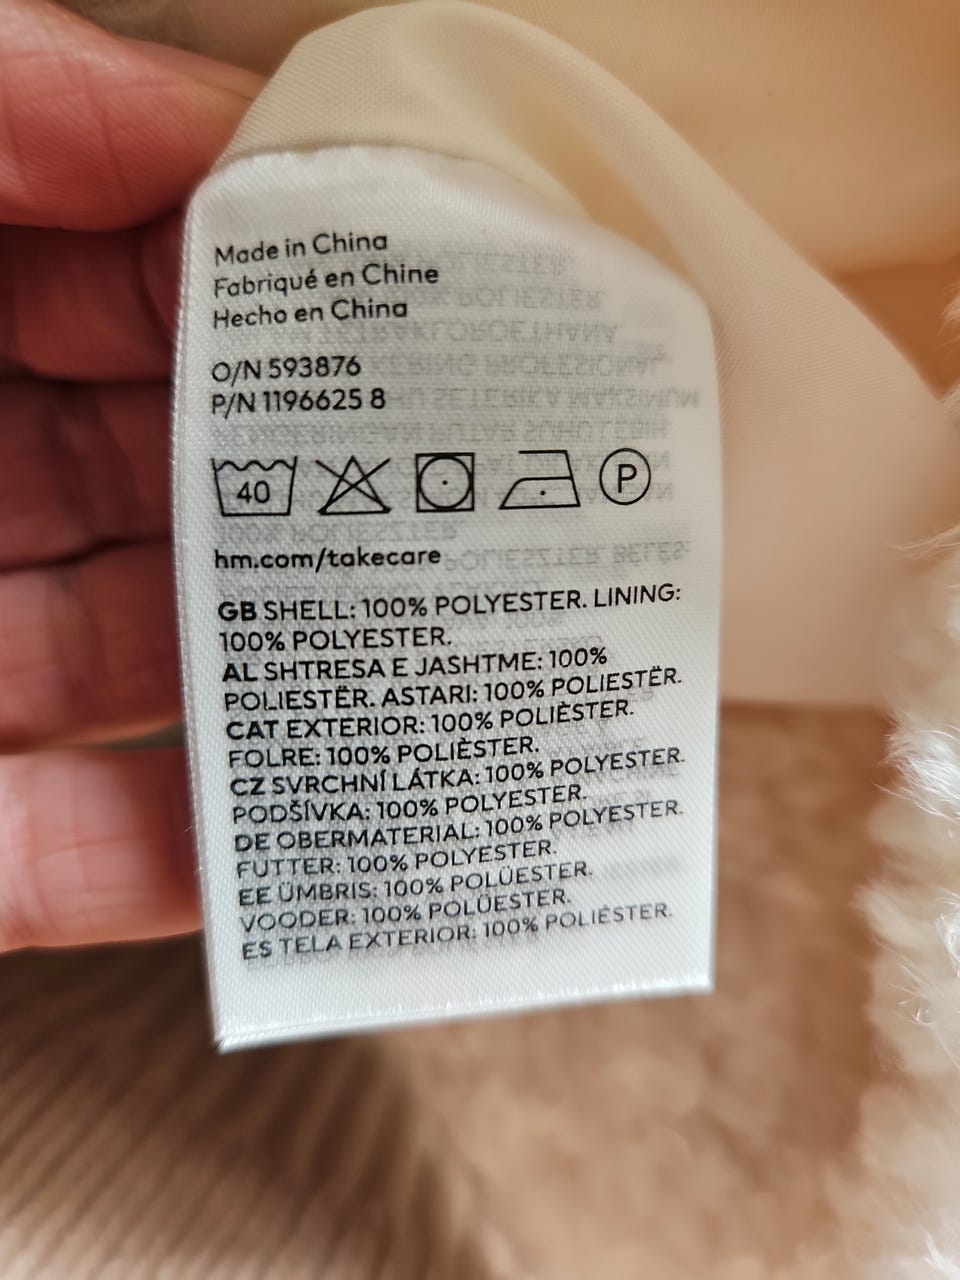 Made in China
Fabriqué en Chine
Hecho en China
O/N 593876
P/N 1196625 8
40
P
hm.com/takecare
GB SHELL: 100% POLYESTER. LINING:
100% POLYESTER.
AL SHTRESA E JASHTME: 100%
POLIESTËR. ASTARI: 100% POLIESTËR.
CAT EXTERIOR: 100% POLIÈSTER.
FOLRE: 100% POLIÈSTER.
CZ SVRCHNÍ LÁTKA: 100% POLYESTER.
PODŠÍVKA: 100% POLYESTER.
DE OBERMATERIAL: 100% POLYESTER.
FUTTER: 100% POLYESTER.
EE ÜMBRIS: 100% POLÜESTER.
VOODER: 100% POLÜESTER.
ES TELA EXTERIOR: 100% POLIÉSTER.